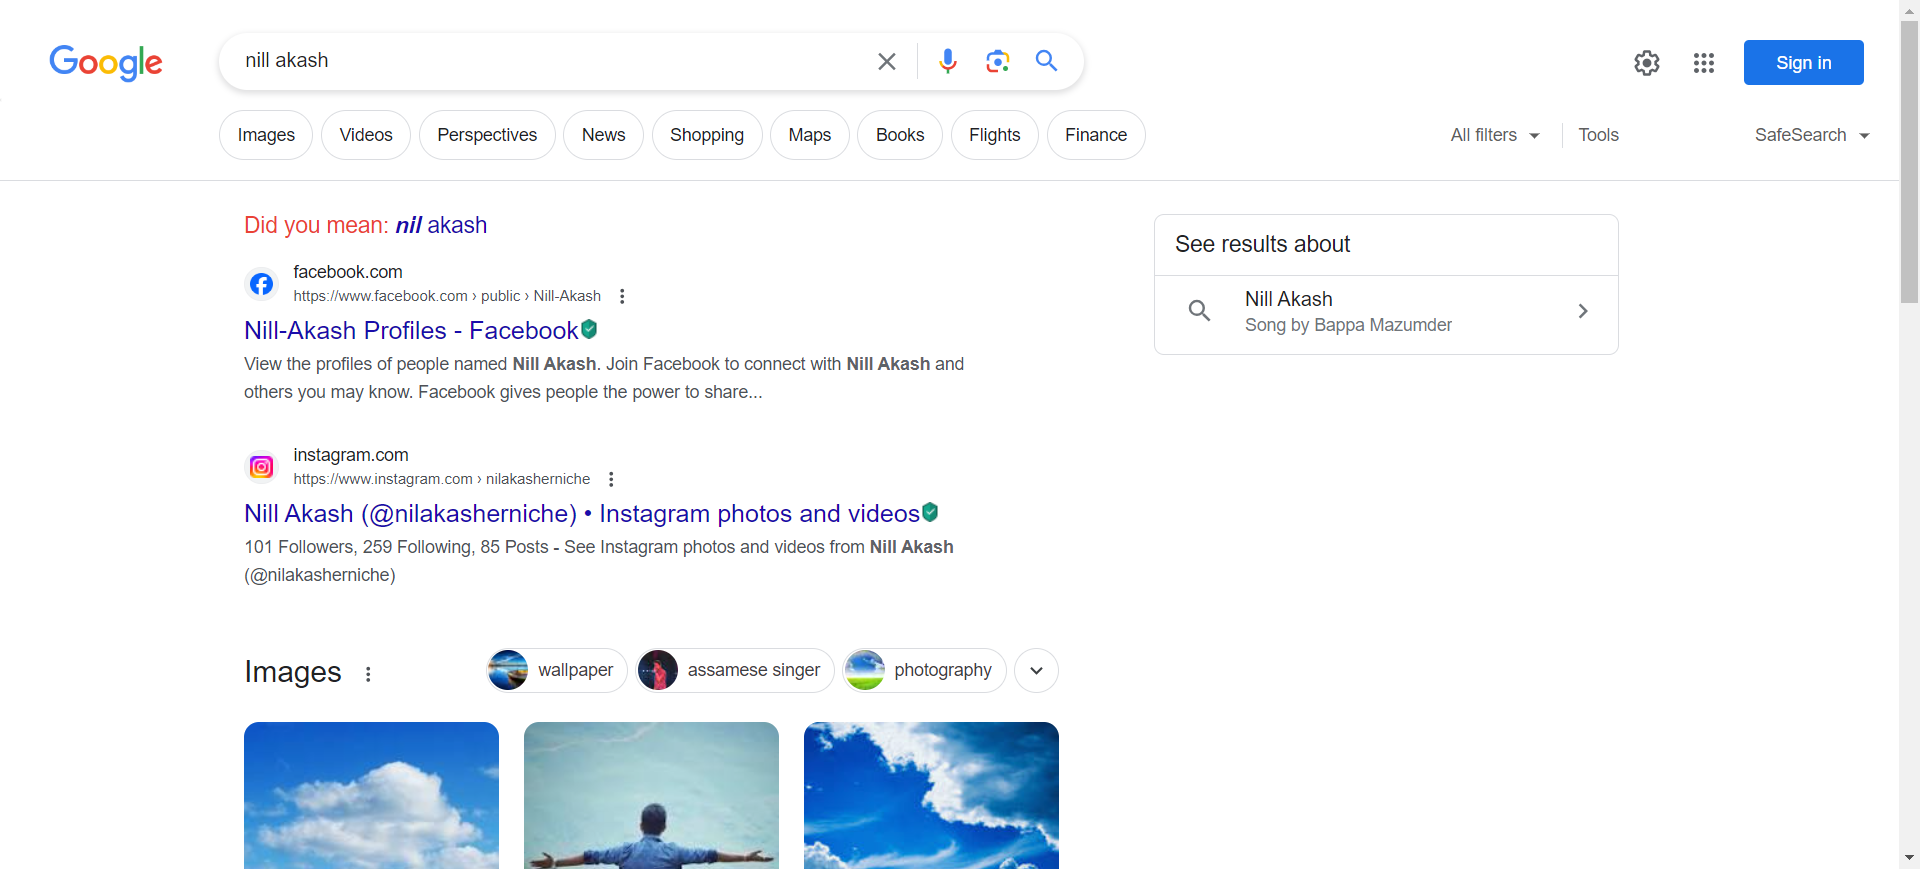 Google
nill akash
Sign in
Images
Videos
Perspectives
News
Shopping
Maps
Books
Flights
Finance
All filters
Tools
SafeSearch
Did you mean: nil akash
facebook.com
https://www.facebook.com › public › Nill-Akash
Nill-Akash Profiles - Facebook
View the profiles of people named Nill Akash. Join Facebook to connect with Nill Akash and
others you may know. Facebook gives people the power to share...
instagram.com
https://www.instagram.com › nilakasherniche
Nill Akash (@nilakasherniche) • Instagram photos and videos
101 Followers, 259 Following, 85 Posts - See Instagram photos and videos from Nill Akash
(@nilakasherniche)
See results about
Nill Akash
Song by Bappa Mazumder
Images
wallpaper
assamese singer
photography